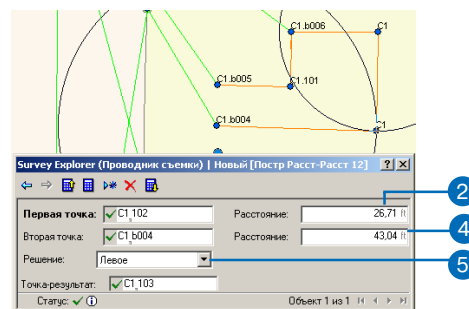 C1.b006
C1
C1.b005
C1.101
C1.b004
C1
Survey Explorer (Проводник съемки) | Новый [Постр Расст-Расст 12]
Первая точка: C1.102 Расстояние: 26,71 ft
2
Вторая точка: C1.b004 Расстояние: 43,04 ft
4
Решение: Левое
5
Точка-результат: C1.103
Статус: Объект 1 из 1